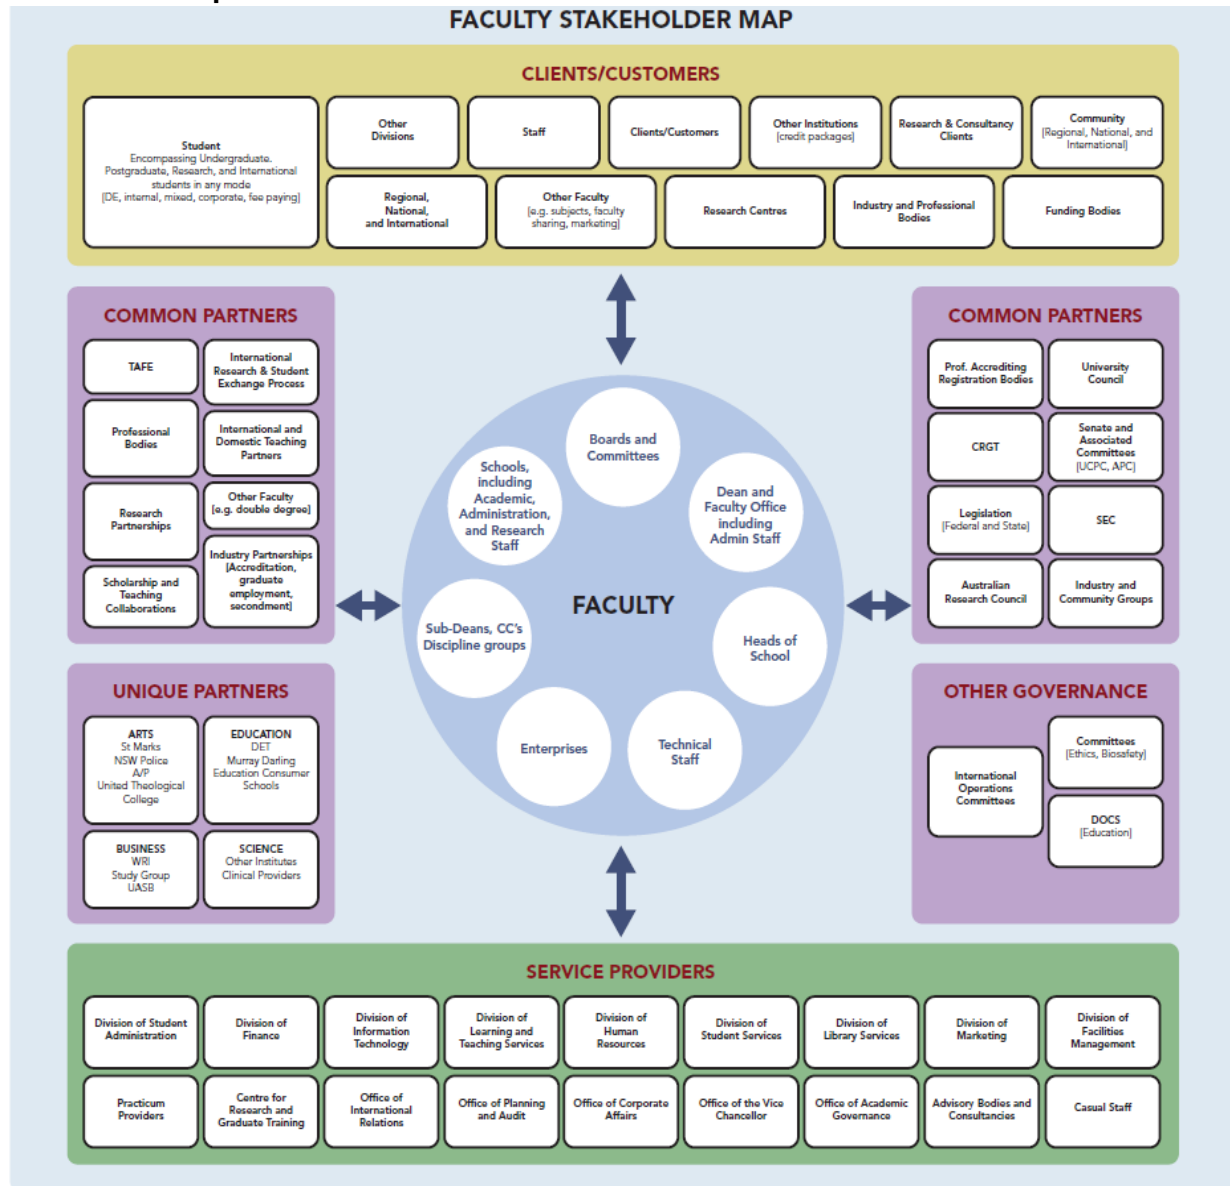 FACULTY STAKEHOLDER MAP
CLIENTS/CUSTOMERS
Student
Encompassing Undergraduate.
Postgraduate, Research, and International
students in any mode
[DE, internal, mixed, corporate, fee paying]
Other
Divisions
Staff
Clients/Customers
Other Institutions
[credit packages]
Research & Consultancy
Clients
Community
[Regional, National, and
International]
Regional,
National,
and International
Other Faculty
[e.g. subjects, faculty
sharing, marketing]
Research Centres
Industry and Professional
Bodies
Funding Bodies
COMMON PARTNERS
TAFE
International
Research & Student
Exchange Process
Professional
Bodies
International and
Domestic Teaching
Partners
Research
Partnerships
Other Faculty
[e.g. double degree]
Scholarship and
Teaching
Collaborations
Industry Partnerships
[Accreditation,
graduate
employment,
secondment]
UNIQUE PARTNERS
ARTS
St Marks
NSW Police
A/P
United Theological
College
EDUCATION
DET
Murray Darling
Education Consumer
Schools
BUSINESS
WRI
Study Group
UASB
SCIENCE
Other Institutes
Clinical Providers
FACULTY
Boards and
Committees
Dean and
Faculty Office
including
Admin Staff
Heads of
School
Technical
Staff
Enterprises
Sub-Deans, CC's
Discipline groups
Schools,
including
Academic,
Administration,
and Research
Staff
COMMON PARTNERS
Prof. Accrediting
Registration Bodies
University
Council
CRGT
Senate and
Associated
Committees
[UCPC, APC]
Legislation
[Federal and State]
SEC
Australian
Research Council
Industry and
Community Groups
OTHER GOVERNANCE
International
Operations
Committees
Committees
[Ethics, Biosafety]
DOCS
[Education]
SERVICE PROVIDERS
Division of Student
Administration
Division of
Finance
Division of
Information
Technology
Division of
Learning and
Teaching Services
Division of
Human
Resources
Division of
Student Services
Division of
Library Services
Division of
Marketing
Division of
Facilities
Management
Practicum
Providers
Centre for
Research and
Graduate Training
Office of
International
Relations
Office of Planning
and Audit
Office of Corporate
Affairs
Office of the Vice
Chancellor
Office of Academic
Governance
Advisory Bodies and
Consultancies
Casual Staff